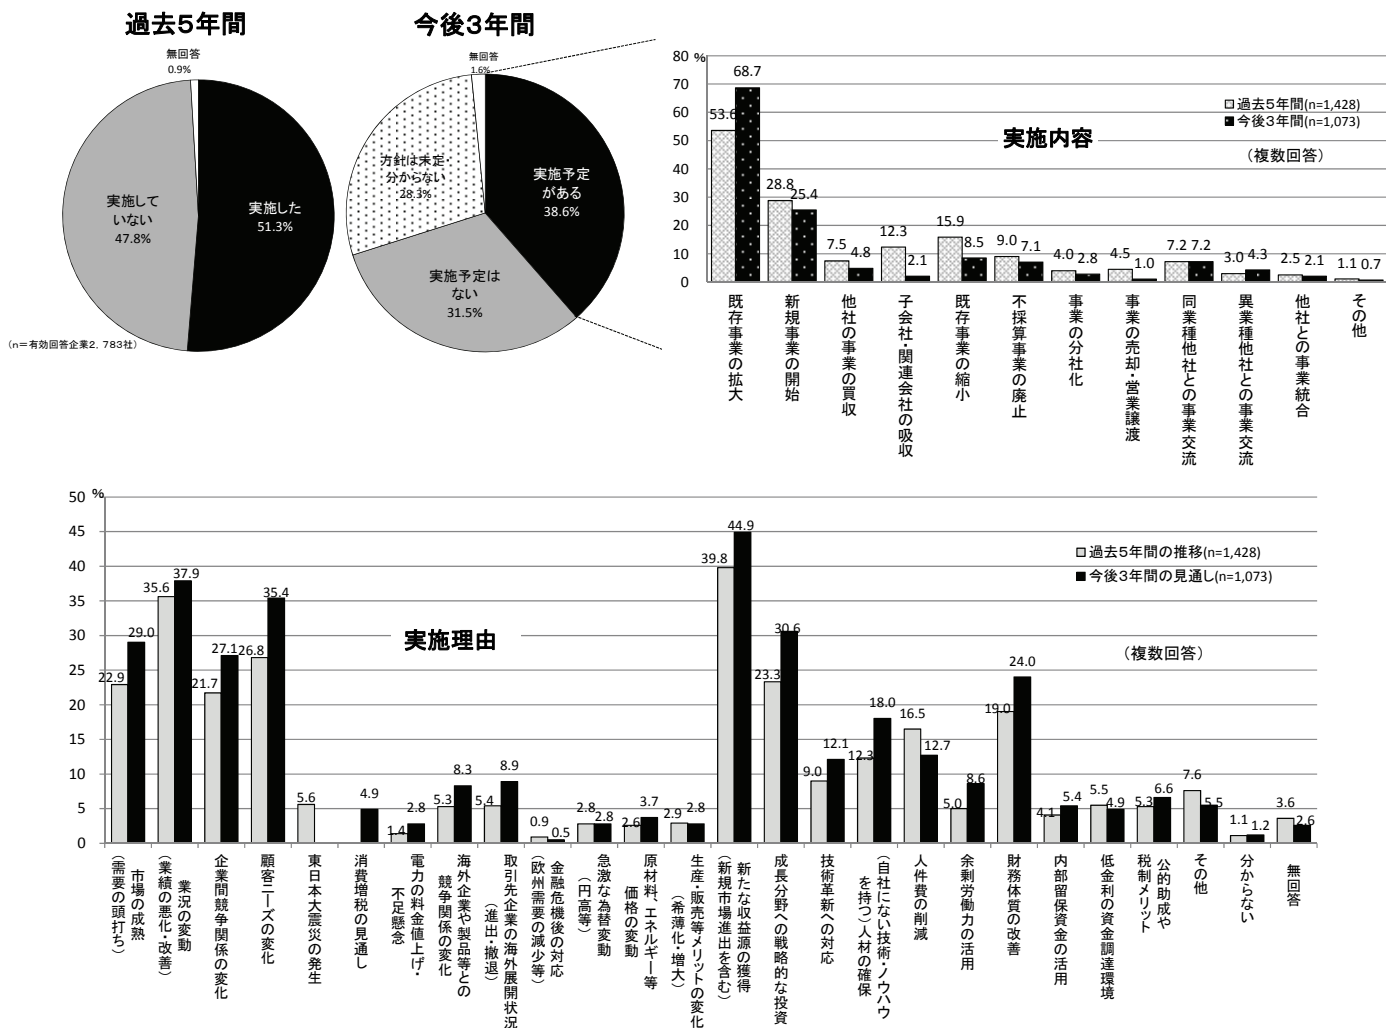 過去５年間
無回答
0.9%
実施して
いない
47.8%
実施した
51.3%
（n＝有効回答企業2，783社）
今後３年間
無回答
1.6%
方針は未定・
分からない
28.3%
実施予定
がある
38.6%
実施予定は
ない
31.5%
%
80
70
60
50
40
30
20
10
0
実施内容
過去５年間(n=1,428)
今後３年間(n=1,073)
（複数回答）
53.6 68.7
28.8 25.4
7.5 4.8
12.3 2.1
15.9 8.5
9.0 7.1
4.0 2.8
4.5 1.0
7.2 7.2
3.0 4.3
2.5 2.1
1.1 0.7
既存事業の拡大
新規事業の開始
他社の事業の買収
子会社・関連会社の吸収
既存事業の縮小
不採算事業の廃止
事業の分社化
事業の売却・営業譲渡
同業種他社との事業交流
異業種他社との事業交流
他社との事業統合
その他
%
50
45
40
35
30
25
20
15
10
5
0
実施理由
過去５年間の推移(n=1,428)
今後３年間の見通し(n=1,073)
（複数回答）
22.9 29.0
35.6 37.9
21.7 27.1
26.8 35.4
5.6
4.9
1.4 2.8
5.3 8.3
5.4 8.9
0.9 0.5
2.8 2.8
2.6 3.7
2.9 2.8
39.8 44.9
23.3 30.6
9.0 12.1
12.3 18.0
16.5 12.7
5.0 8.6
19.0 24.0
4.1 5.4
5.5 4.9
5.3 6.6
7.6 5.5
1.1 1.2
3.6 2.6
市場の成熟
（需要の頭打ち）
業況の変動
（業績の悪化・改善）
企業間競争関係の変化
顧客ニーズの変化
東日本大震災の発生
消費増税の見通し
電力の料金値上げ・
不足懸念
海外企業や製品等との
競争関係の変化
取引先企業の海外展開状況
（進出・撤退）
金融危機後の対応
（欧州需要の減少等）
急激な為替変動
（円高等）
原材料、エネルギー等
価格の変動
生産・販売等メリットの変化
（希薄化・増大）
新たな収益源の獲得
（新規市場進出を含む）
成長分野への戦略的な投資
技術革新への対応
（自社にない技術・ノウハウ
を持つ）人材の確保
人件費の削減
余剰労働力の活用
財務体質の改善
内部留保資金の活用
低金利の資金調達環境
公的助成や
税制メリット
その他
分からない
無回答